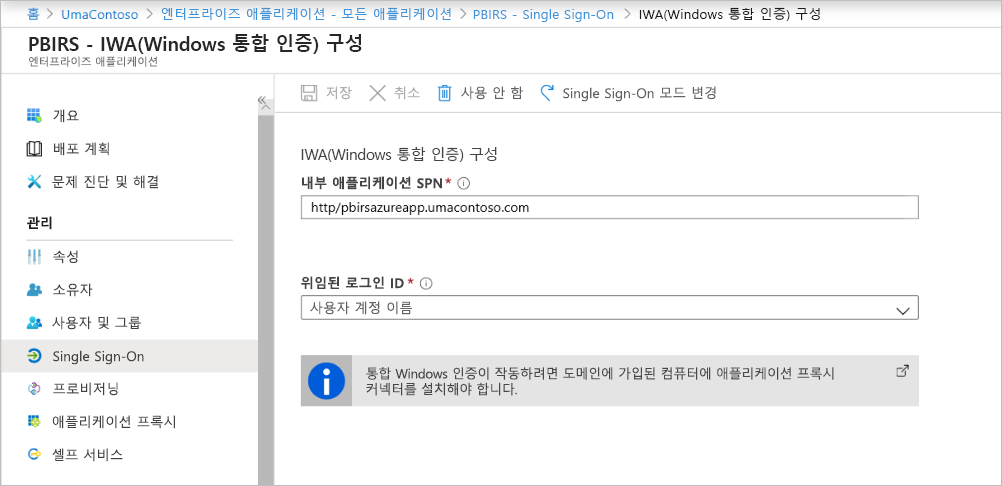 홈 > UmaContoso > 엔터프라이즈 애플리케이션 - 모든 애플리케이션 > PBIRS - Single Sign-On > IWA(Windows 통합 인증) 구성
PBIRS - IWA(Windows 통합 인증) 구성
엔터프라이즈 애플리케이션
개요
배포 계획
문제 진단 및 해결
관리
속성
소유자
사용자 및 그룹
Single Sign-On
프로비저닝
애플리케이션 프록시
셀프 서비스
저장 취소 사용 안 함 Single Sign-On 모드 변경
IWA(Windows 통합 인증) 구성
내부 애플리케이션 SPN*
http/pbirsazureapp.umacontoso.com
위임된 로그인 ID*
사용자 계정 이름
통합 Windows 인증이 작동하려면 도메인에 가입된 컴퓨터에 애플리케이션 프록시
커넥터를 설치해야 합니다.